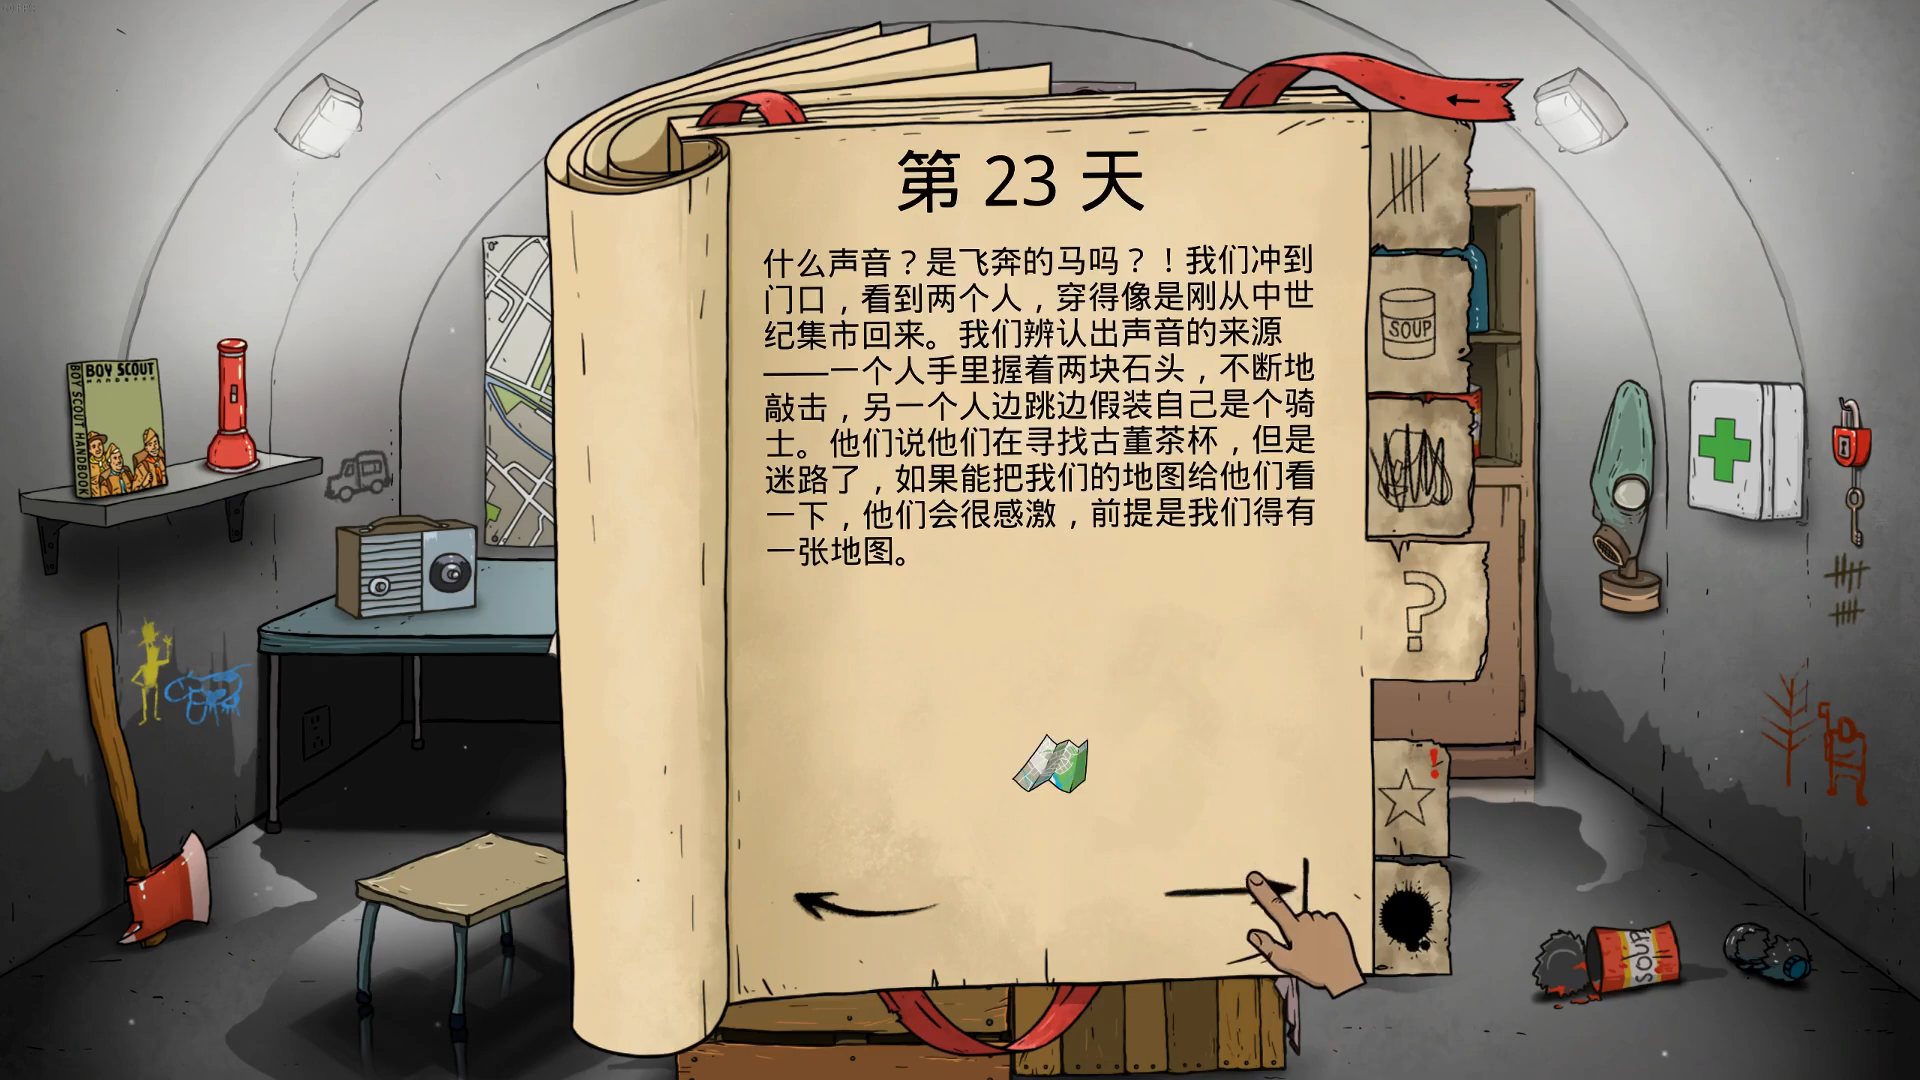 第 23 天
什么声音？是飞奔的马吗？！我们冲到
门口，看到两个人，穿得像是刚从中世
纪集市回来。我们辨认出声音的来源
——一个人手里握着两块石头，不断地
敲击，另一个人边跳边假装自己是个骑
士。他们说他们在寻找古董茶杯，但是
迷路了，如果能把我们的地图给他们看
一下，他们会很感激，前提是我们得有
一张地图。
BOY SCOUT
HANDBOOK
BOY SCOUT HANDBOOK
SOUP
?
!
SOUP